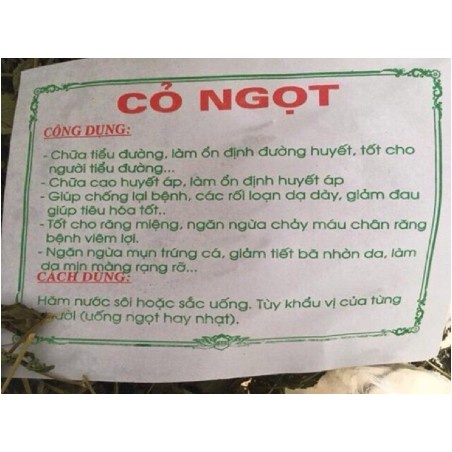 CỎ NGỌT
CÔNG DỤNG:
- Chữa tiểu đường, làm ổn định đường huyết, tốt cho
người tiểu đường...
- Chữa cao huyết áp, làm ổn định huyết áp
- Giúp chống lại bệnh, các rối loạn dạ dày, giảm đau
giúp tiêu hóa tốt..
- Tốt cho răng miệng, ngăn ngừa chảy máu chân răng
bệnh viêm lợi.
- Ngăn ngừa mụn trứng cá, giảm tiết bã nhờn da, làm
da mịn màng rạng rỡ...
CÁCH DÙNG:
Hãm nước sôi hoặc sắc uống. Tùy khẩu vị của từng
(uống ngọt hay nhạt).